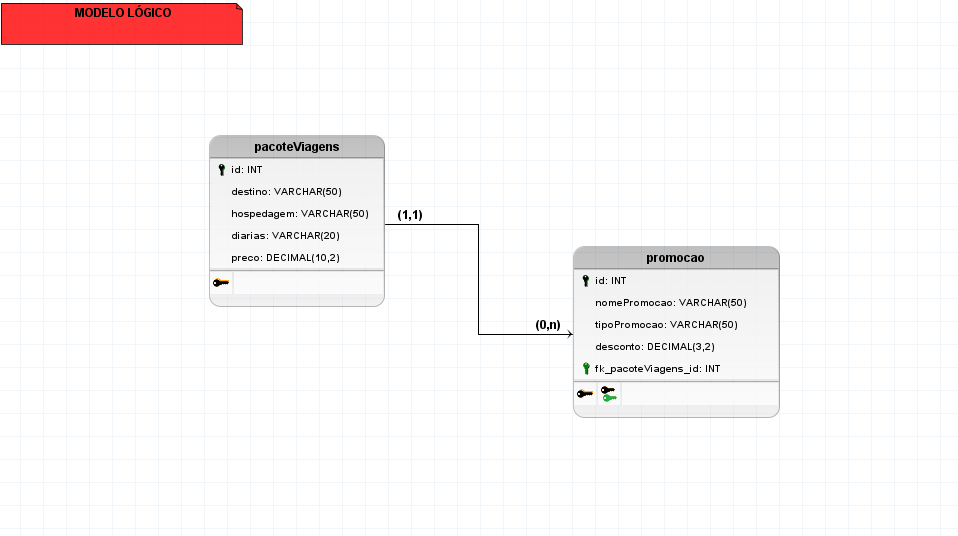 MODELO LÓGICO
pacoteViagens
id: INT
destino: VARCHAR(50)
hospedagem: VARCHAR(50)
diarias: VARCHAR(20)
preco: DECIMAL(10,2)
(1,1)
(0,n)
promocao
id: INT
nomePromocao: VARCHAR(50)
tipoPromocao: VARCHAR(50)
desconto: DECIMAL(3,2)
fk_pacoteViagens_id: INT